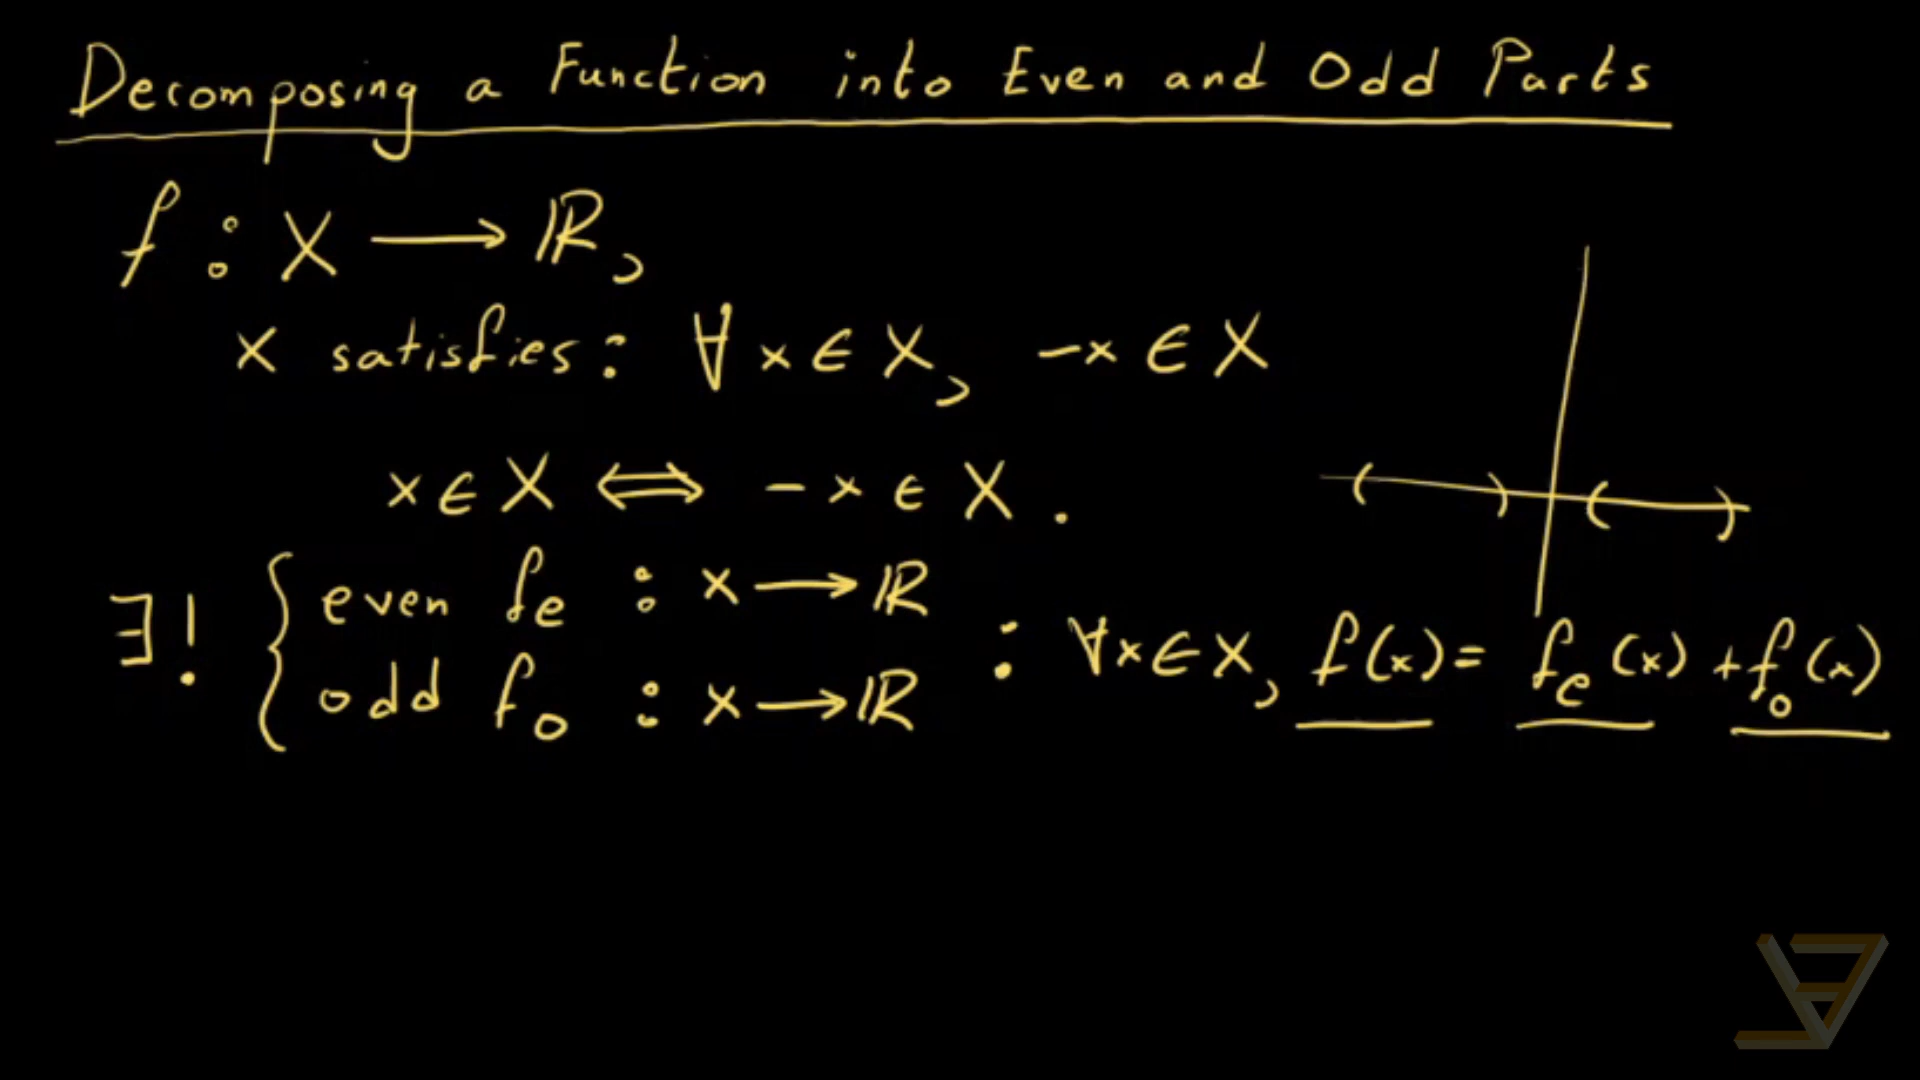 Decomposing a Function into Even and Odd Parts
f : X ⟶ ℝ,
X satisfies: ∀ x ∈ X, -x ∈ X
x ∈ X ⟺ - x ∈ X .
∃! { even fₑ : X ⟶ ℝ
odd fₒ : X ⟶ ℝ : ∀x∈X, f(x) = fₑ(x) + fₒ(x)